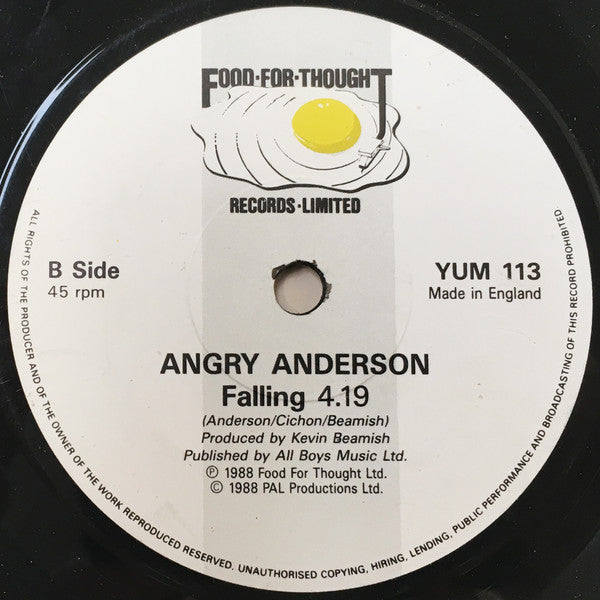 FOOD·FOR·THOUGHT
RECORDS·LIMITED
B Side
45 rpm
YUM 113
Made in England
ANGRY ANDERSON
Falling 4.19
(Anderson/Cichon/Beamish)
Produced by Kevin Beamish
Published by All Boys Music Ltd.
Ⓟ 1988 Food For Thought Ltd.
© 1988 PAL Productions Ltd.
ALL RIGHTS OF THE PRODUCER AND OF THE OWNER OF THE WORK REPRODUCED RESERVED. UNAUTHORISED COPYING, HIRING, LENDING, PUBLIC PERFORMANCE AND BROADCASTING OF THIS RECORD PROHIBITED